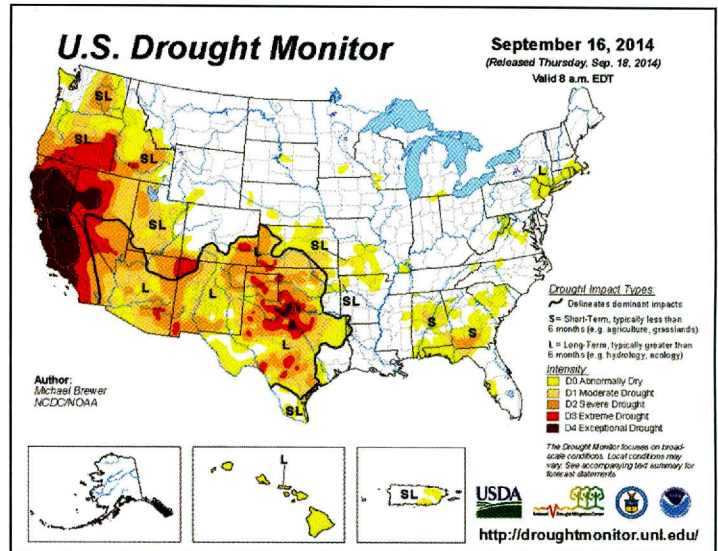 U.S. Drought Monitor
September 16, 2014
(Released Thursday, Sep. 18, 2014)
Valid 8 a.m. EDT
SL
SL
SL
SL
SL
SL
SL
L
L
L
L
L
S
S
Drought Impact Types:
Delineates dominant impacts
S = Short-Term, typically less than
6 months (e.g. agriculture, grasslands)
L = Long-Term, typically greater than
6 months (e.g. hydrology, ecology)
Intensity:
D0 Abnormally Dry
D1 Moderate Drought
D2 Severe Drought
D3 Extreme Drought
D4 Exceptional Drought
Author:
Michael Brewer
NCDC/NOAA
The Drought Monitor focuses on broad-
scale conditions. Local conditions may
vary. See accompanying text summary for
forecast statements.
L
SL
USDA
National Drought Mitigation Center
http://droughtmonitor.unl.edu/